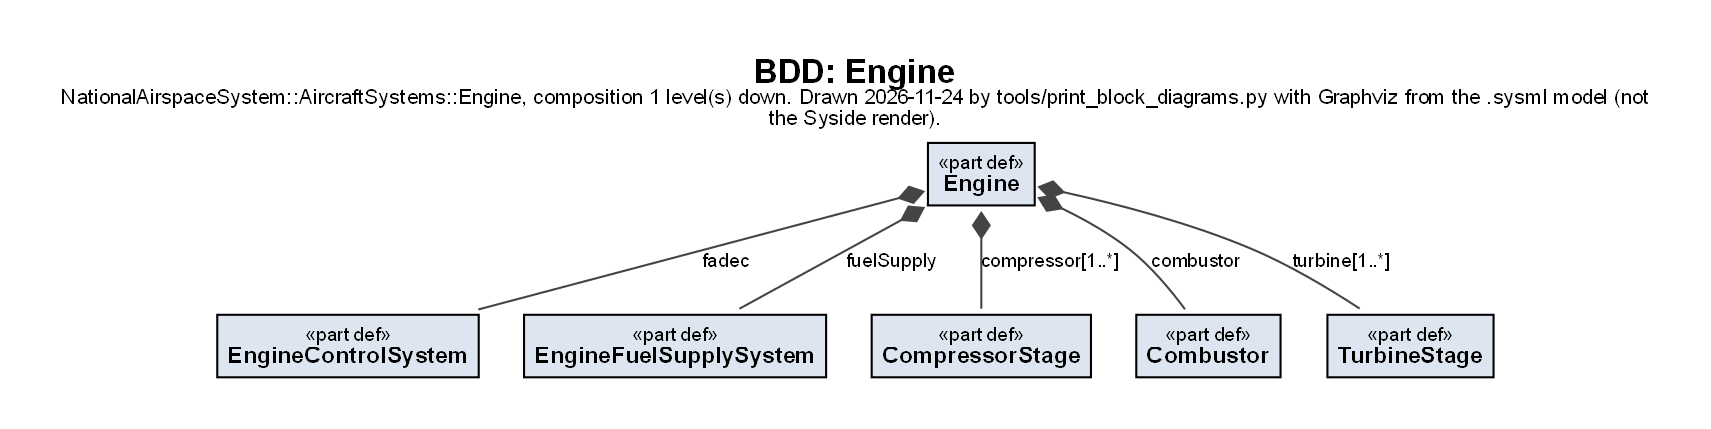 BDD: Engine
NationalAirspaceSystem::AircraftSystems::Engine, composition 1 level(s) down. Drawn 2026-11-24 by tools/print_block_diagrams.py with Graphviz from the .sysml model (not
the Syside render).
«part def»
Engine
fadec
fuelSupply
compressor[1..*]
combustor
turbine[1..*]
«part def»
EngineControlSystem
«part def»
EngineFuelSupplySystem
«part def»
CompressorStage
«part def»
Combustor
«part def»
TurbineStage